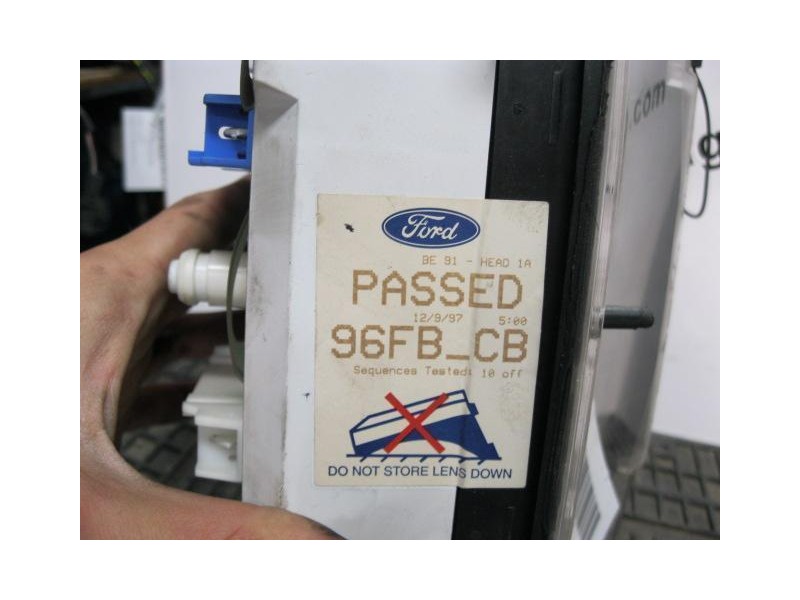 Ford
BE 91 - HEAD 1A
PASSED
12/9/97 5:00
96FB_CB
Sequences Tested: 10 off
DO NOT STORE LENS DOWN
.com